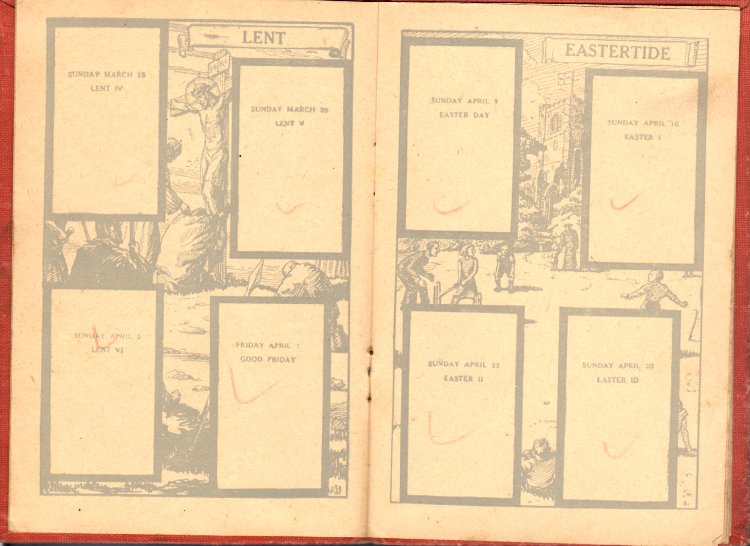 LENT
SUNDAY MARCH 19
LENT IV
INRI
SUNDAY MARCH 26
LENT V
SUNDAY APRIL 2
LENT VI
FRIDAY APRIL 7
GOOD FRIDAY
EASTERTIDE
SUNDAY APRIL 9
EASTER DAY
SUNDAY APRIL 16
EASTER I
SUNDAY APRIL 23
EASTER II
SUNDAY APRIL 30
EASTER III